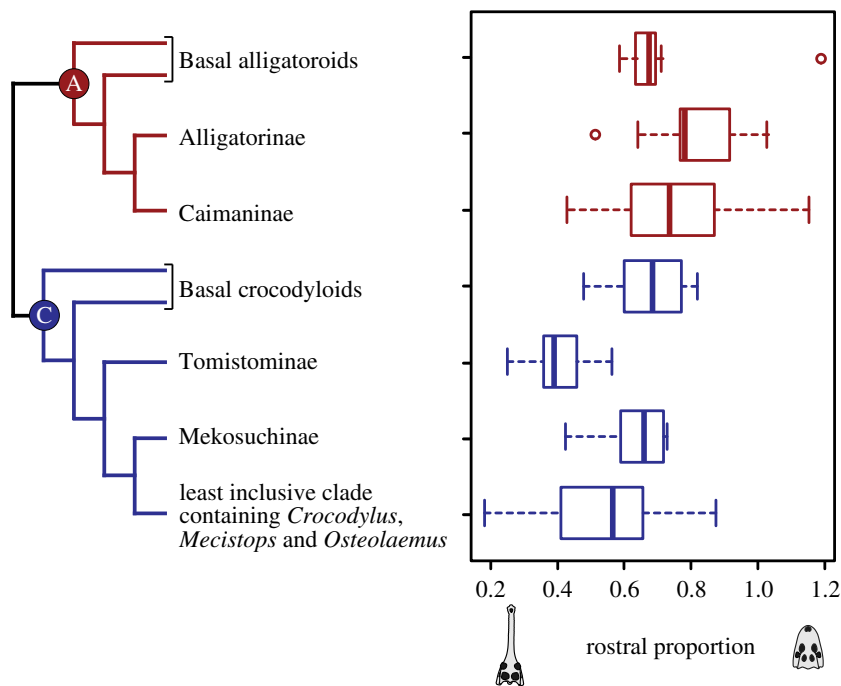 A
Basal alligatoroids
Alligatorinae
Caimaninae
Basal crocodyloids
C
Tomistominae
Mekosuchinae
least inclusive clade
containing Crocodylus,
Mecistops and Osteolaemus
0.2 0.4 0.6 0.8 1.0 1.2
rostral proportion